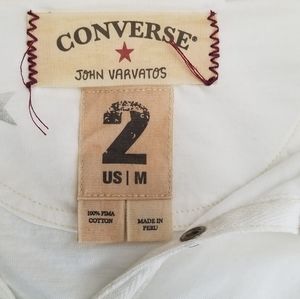 CONVERSE®
JOHN VARVATOS
2
US | M
100% PIMA
COTTON
MADE IN
PERU